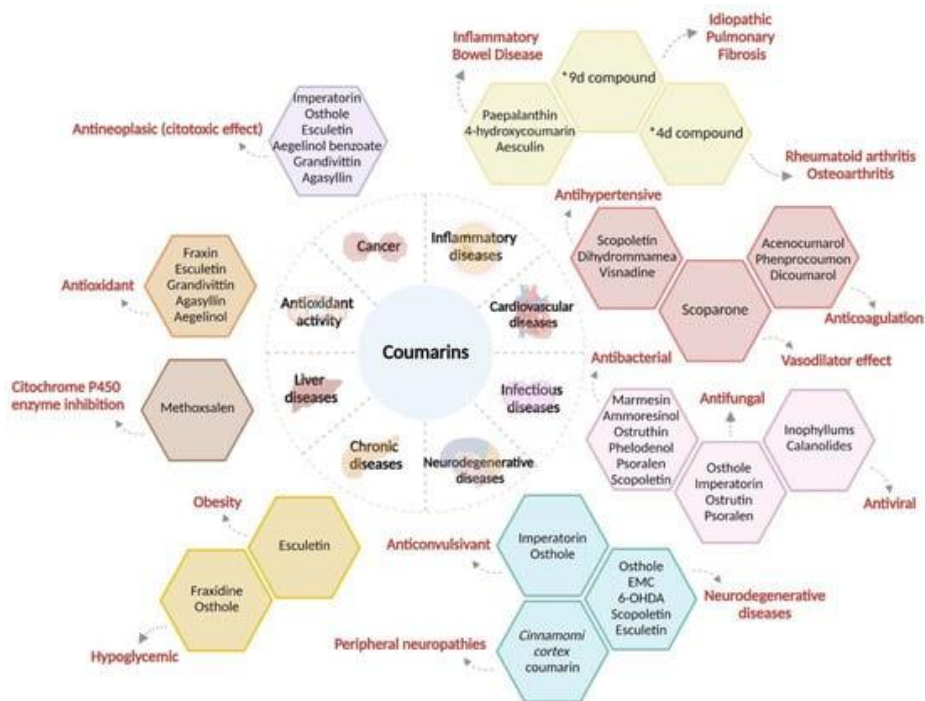 Idiopathic
Pulmonary
Fibrosis
Inflammatory
Bowel Disease
*9d compound
Paepalanthin
4-hydroxycoumarin
Aesculin
*4d compound
Rheumatoid arthritis
Osteoarthritis
Imperatorin
Osthole
Esculetin
Aegelinol benzoate
Grandivittin
Agasyllin
Antineoplasic (citotoxic effect)
Antihypertensive
Scopoletin
Dihydrommamea
Visnadine
Acenocumarol
Phenprocoumon
Dicoumarol
Scoparone
Anticoagulation
Vasodilator effect
Cancer
Inflammatory
diseases
Antioxidant
activity
Cardiovascular
diseases
Coumarins
Liver
diseases
Infectious
diseases
Chronic
diseases
Neurodegenerative
diseases
Fraxin
Esculetin
Grandivittin
Agasyllin
Aegelinol
Antioxidant
Citochrome P450
enzyme inhibition
Methoxsalen
Antibacterial
Marmesin
Ammoresinol
Ostruthin
Phelodenol
Psoralen
Scopoletin
Antifungal
Osthole
Imperatorin
Ostrutin
Psoralen
Inophyllums
Calanolides
Antiviral
Obesity
Esculetin
Fraxidine
Osthole
Hypoglycemic
Anticonvulsivant
Imperatorin
Osthole
Osthole
EMC
6-OHDA
Scopoletin
Esculetin
Neurodegenerative
diseases
Peripheral neuropathies
Cinnamomi
cortex
coumarin